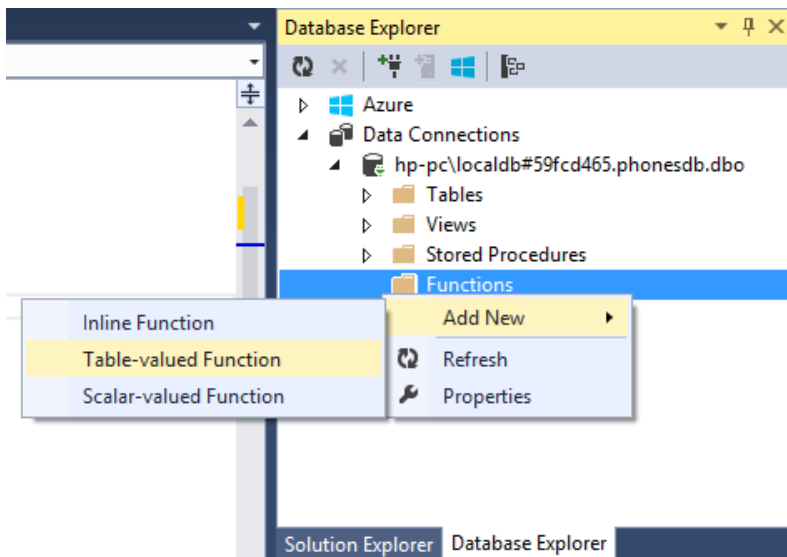 Database Explorer
Azure
Data Connections
hp-pc\localdb#59fcd465.phonesdb.dbo
Tables
Views
Stored Procedures
Functions
Add New
Refresh
Properties
Inline Function
Table-valued Function
Scalar-valued Function
Solution Explorer
Database Explorer